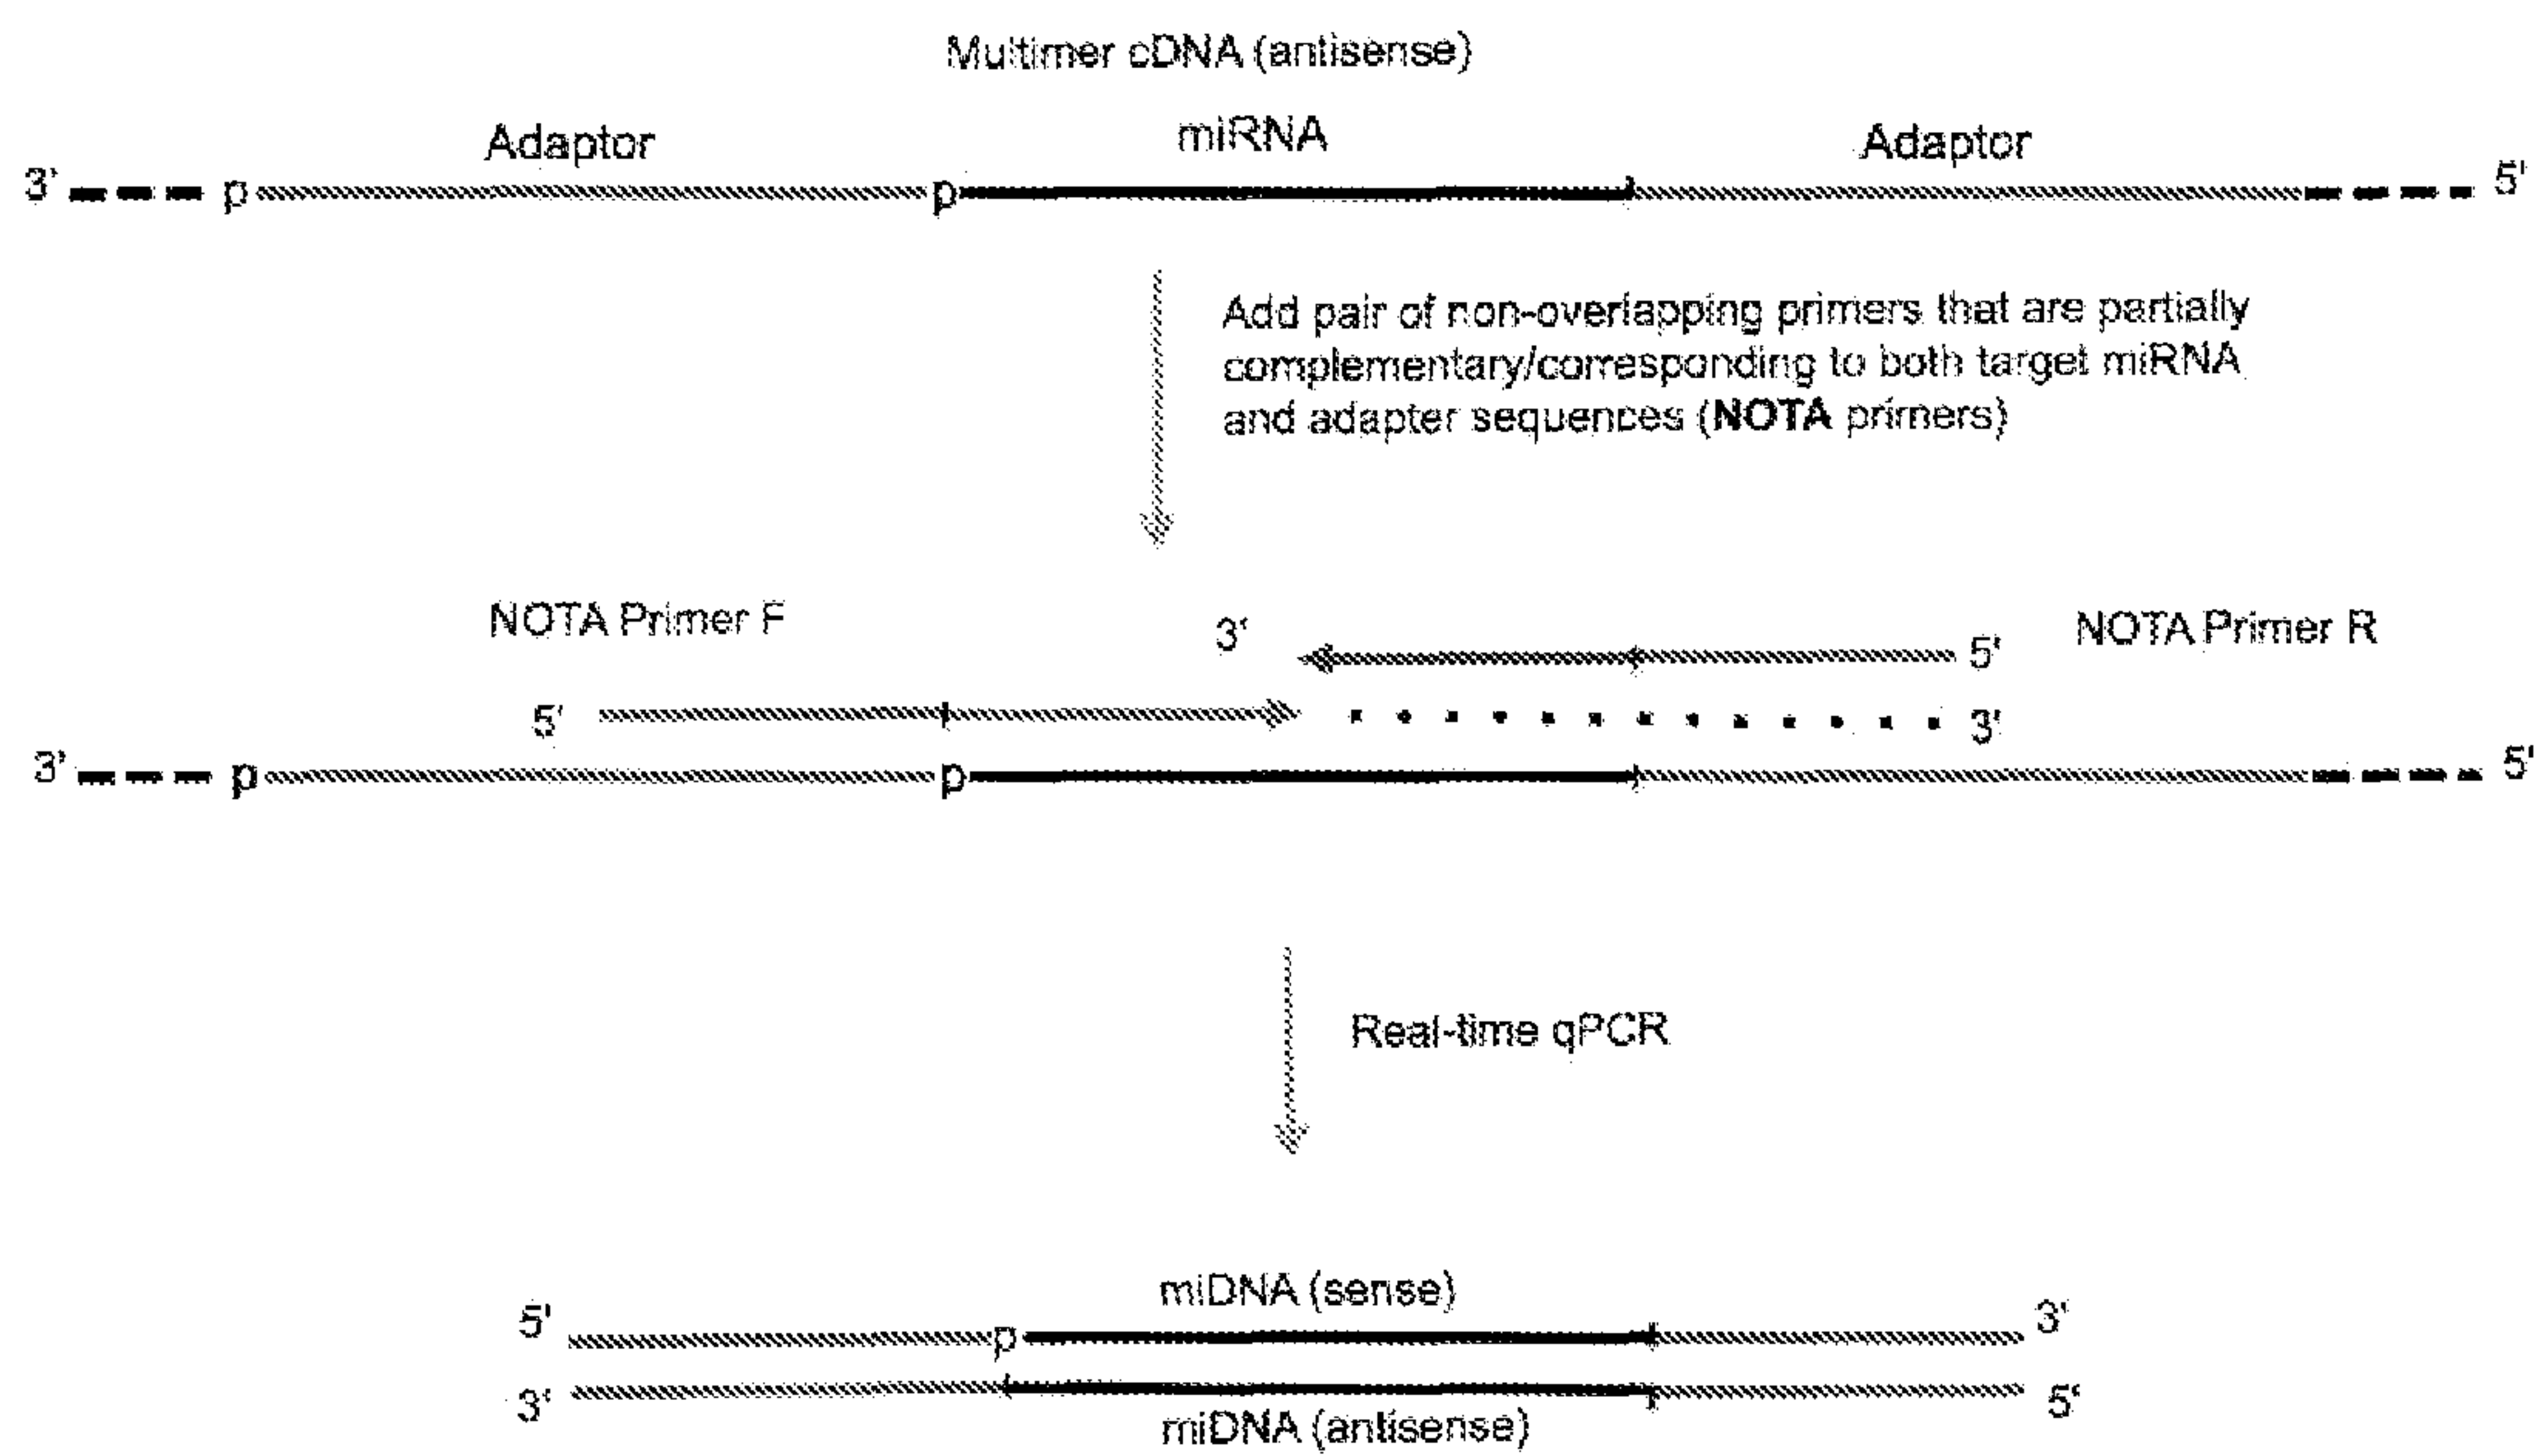 Multimer cDNA (antisense)
Adaptor miRNA Adaptor
3' p p 5'
Add pair of non-overlapping primers that are partially
complementary/corresponding to both target miRNA
and adapter sequences (NOTA primers)
NOTA Primer F 3' 5' NOTA Primer R
5' 3'
3' p p 5'
Real-time qPCR
miDNA (sense)
5' p 3'
3' 5'
miDNA (antisense)